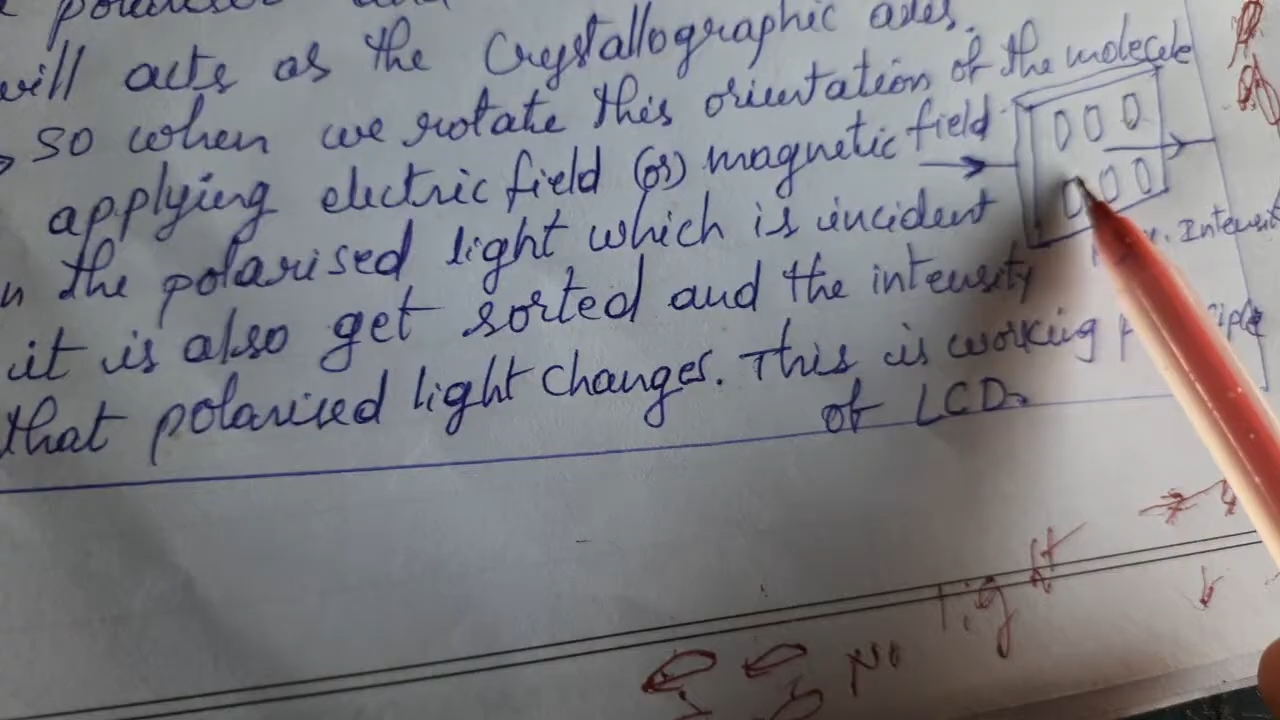 will acts as the Crystallographic axes.
so when we rotate this orientation of the molecule
applying electric field (or) magnetic field
the polarised light which is incident
it is also get sorted and the intensity
that polarised light changes. This is working
of LCD.
Light
No